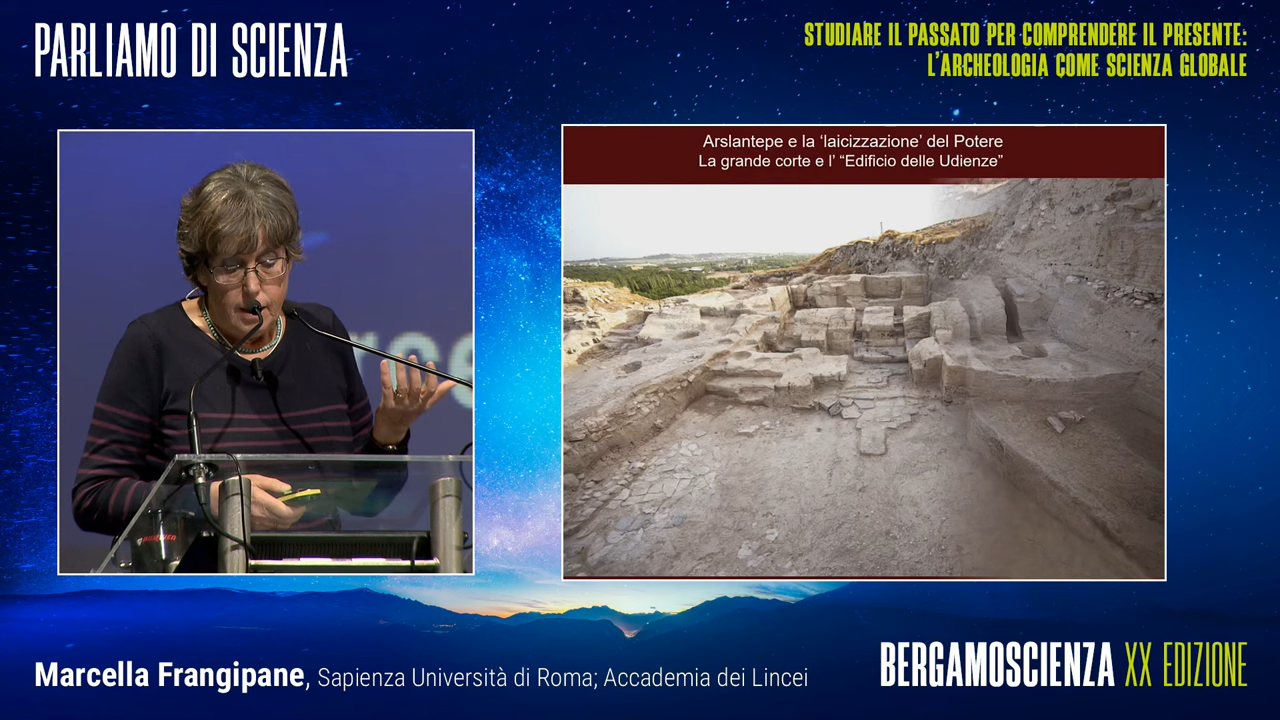 PARLIAMO DI SCIENZA
STUDIARE IL PASSATO PER COMPRENDERE IL PRESENTE:
L'ARCHEOLOGIA COME SCIENZA GLOBALE
Arslantepe e la ‘laicizzazione’ del Potere
La grande corte e l’ “Edificio delle Udienze”
Marcella Frangipane, Sapienza Università di Roma; Accademia dei Lincei
BERGAMOSCIENZA XX EDIZIONE